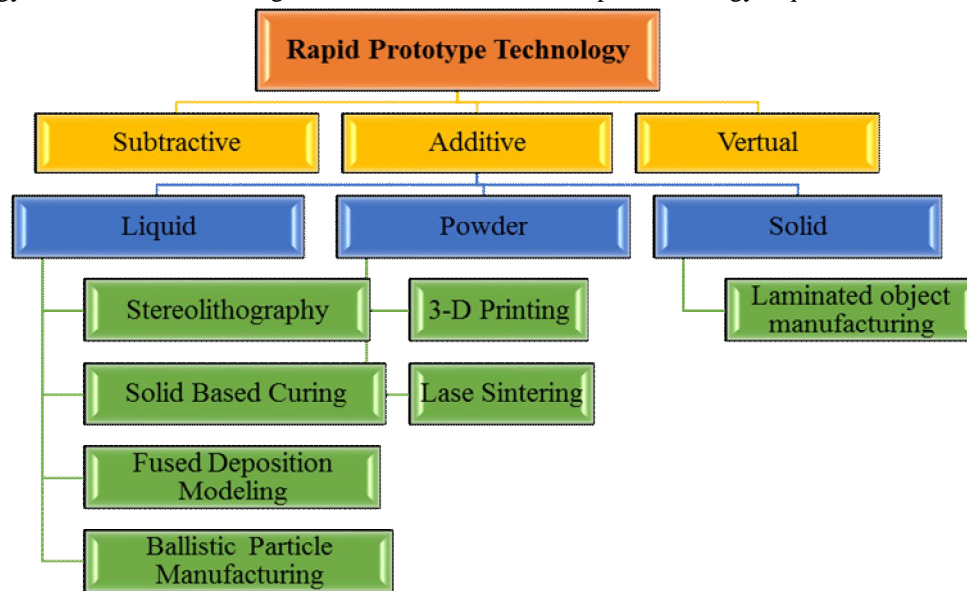 Rapid Prototype Technology
Subtractive
Additive
Vertual
Liquid
Powder
Solid
Stereolithography
3-D Printing
Laminated object
manufacturing
Solid Based Curing
Lase Sintering
Fused Deposition
Modeling
Ballistic Particle
Manufacturing